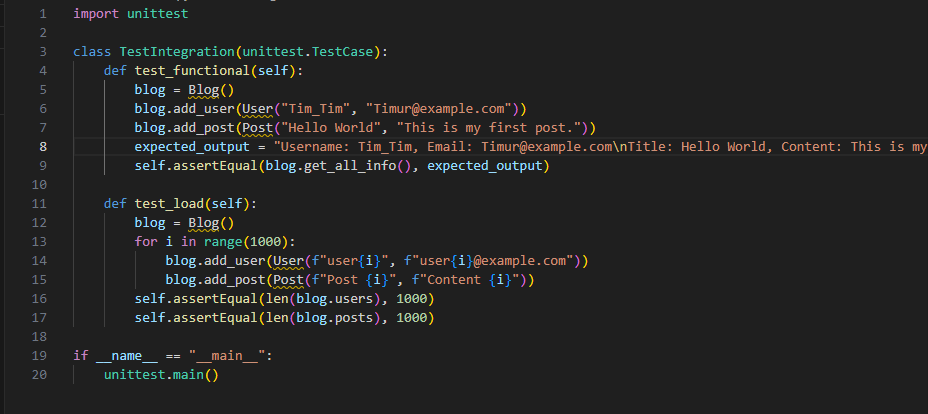 1 import unittest
2
3 class TestIntegration(unittest.TestCase):
4     def test_functional(self):
5         blog = Blog()
6         blog.add_user(User("Tim_Tim", "Timur@example.com"))
7         blog.add_post(Post("Hello World", "This is my first post."))
8         expected_output = "Username: Tim_Tim, Email: Timur@example.com\nTitle: Hello World, Content: This is my
9         self.assertEqual(blog.get_all_info(), expected_output)
10
11     def test_load(self):
12         blog = Blog()
13         for i in range(1000):
14             blog.add_user(User(f"user{i}", f"user{i}@example.com"))
15             blog.add_post(Post(f"Post {i}", f"Content {i}"))
16         self.assertEqual(len(blog.users), 1000)
17         self.assertEqual(len(blog.posts), 1000)
18
19 if __name__ == "__main__":
20     unittest.main()